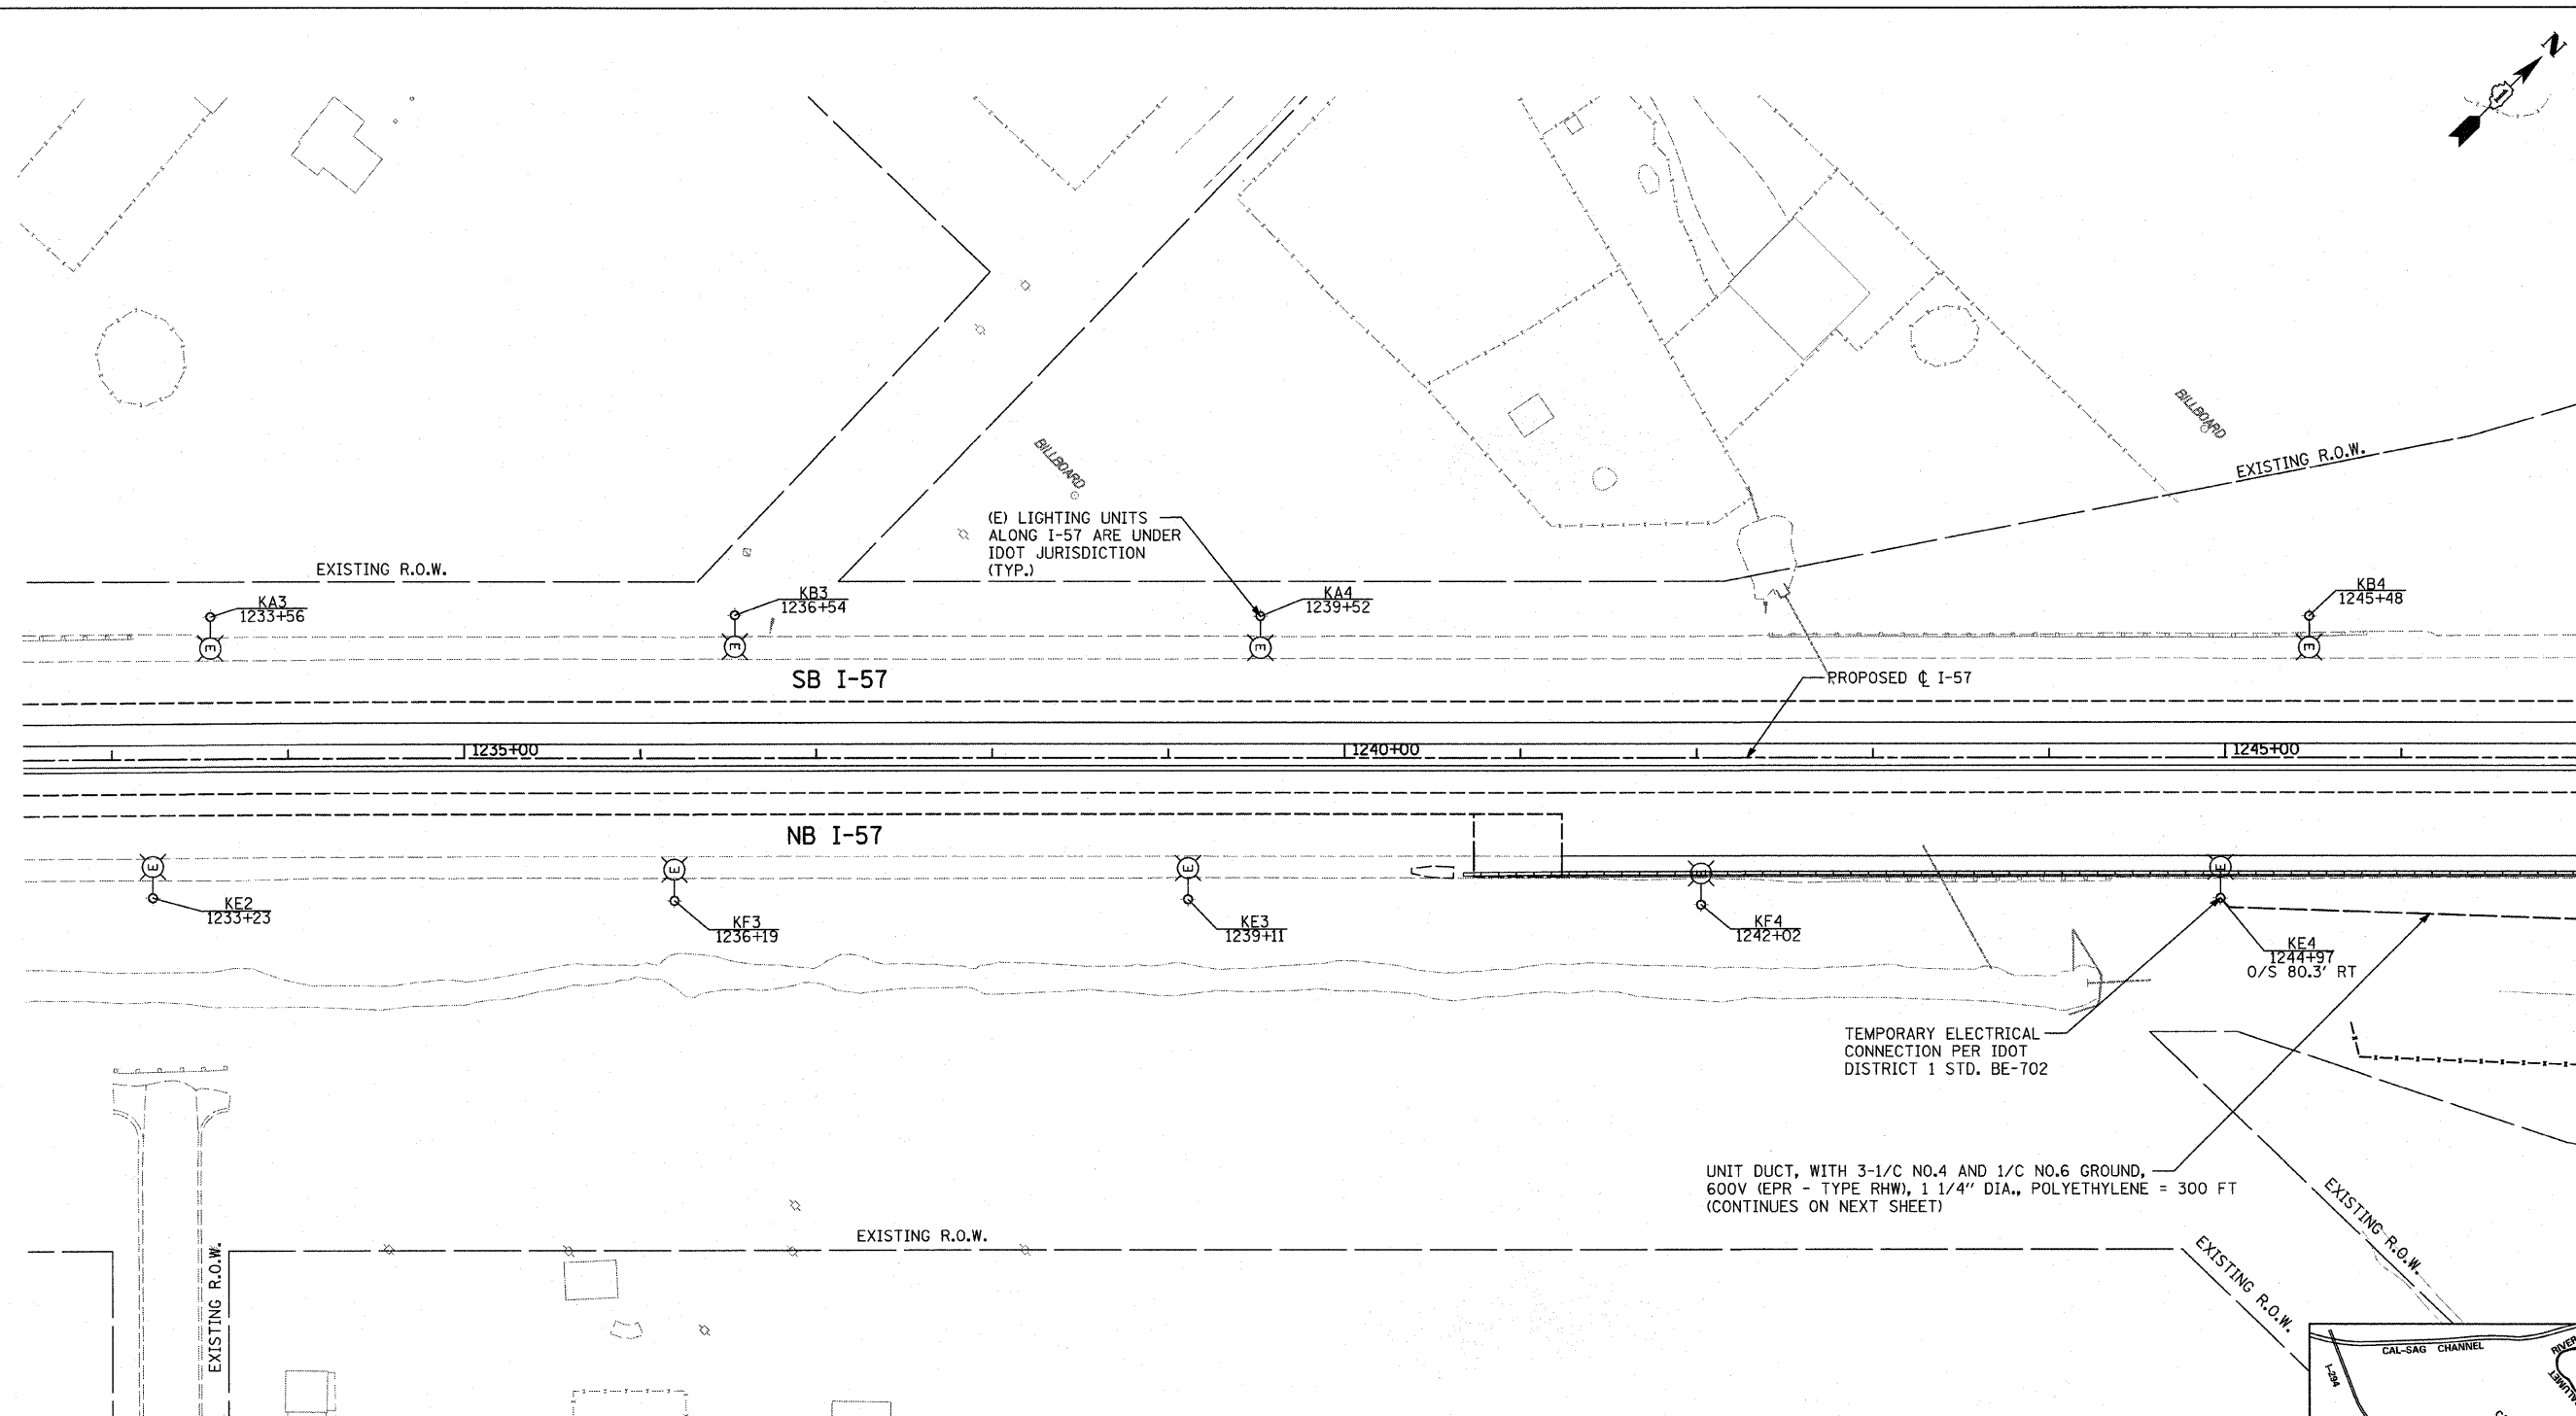 N
1
BILLBOARD
BILLBOARD
EXISTING R.O.W.
(E) LIGHTING UNITS
ALONG I-57 ARE UNDER
IDOT JURISDICTION
(TYP.)
EXISTING R.O.W.
KA3
1233+56
KB3
1236+54
KA4
1239+52
KB4
1245+48
E
E
E
E
SB I-57
PROPOSED ℄ I-57
1235+00
1240+00
1245+00
NB I-57
E
E
E
E
E
KE2
1233+23
KF3
1236+19
KE3
1239+11
KF4
1242+02
KE4
1244+97
O/S 80.3' RT
TEMPORARY ELECTRICAL
CONNECTION PER IDOT
DISTRICT 1 STD. BE-702
UNIT DUCT, WITH 3-1/C NO.4 AND 1/C NO.6 GROUND,
600V (EPR - TYPE RHW), 1 1/4" DIA., POLYETHYLENE = 300 FT
(CONTINUES ON NEXT SHEET)
EXISTING R.O.W.
EXISTING R.O.W.
EXISTING R.O.W.
EXISTING R.O.W.
CAL-SAG CHANNEL
I-294
RIVER